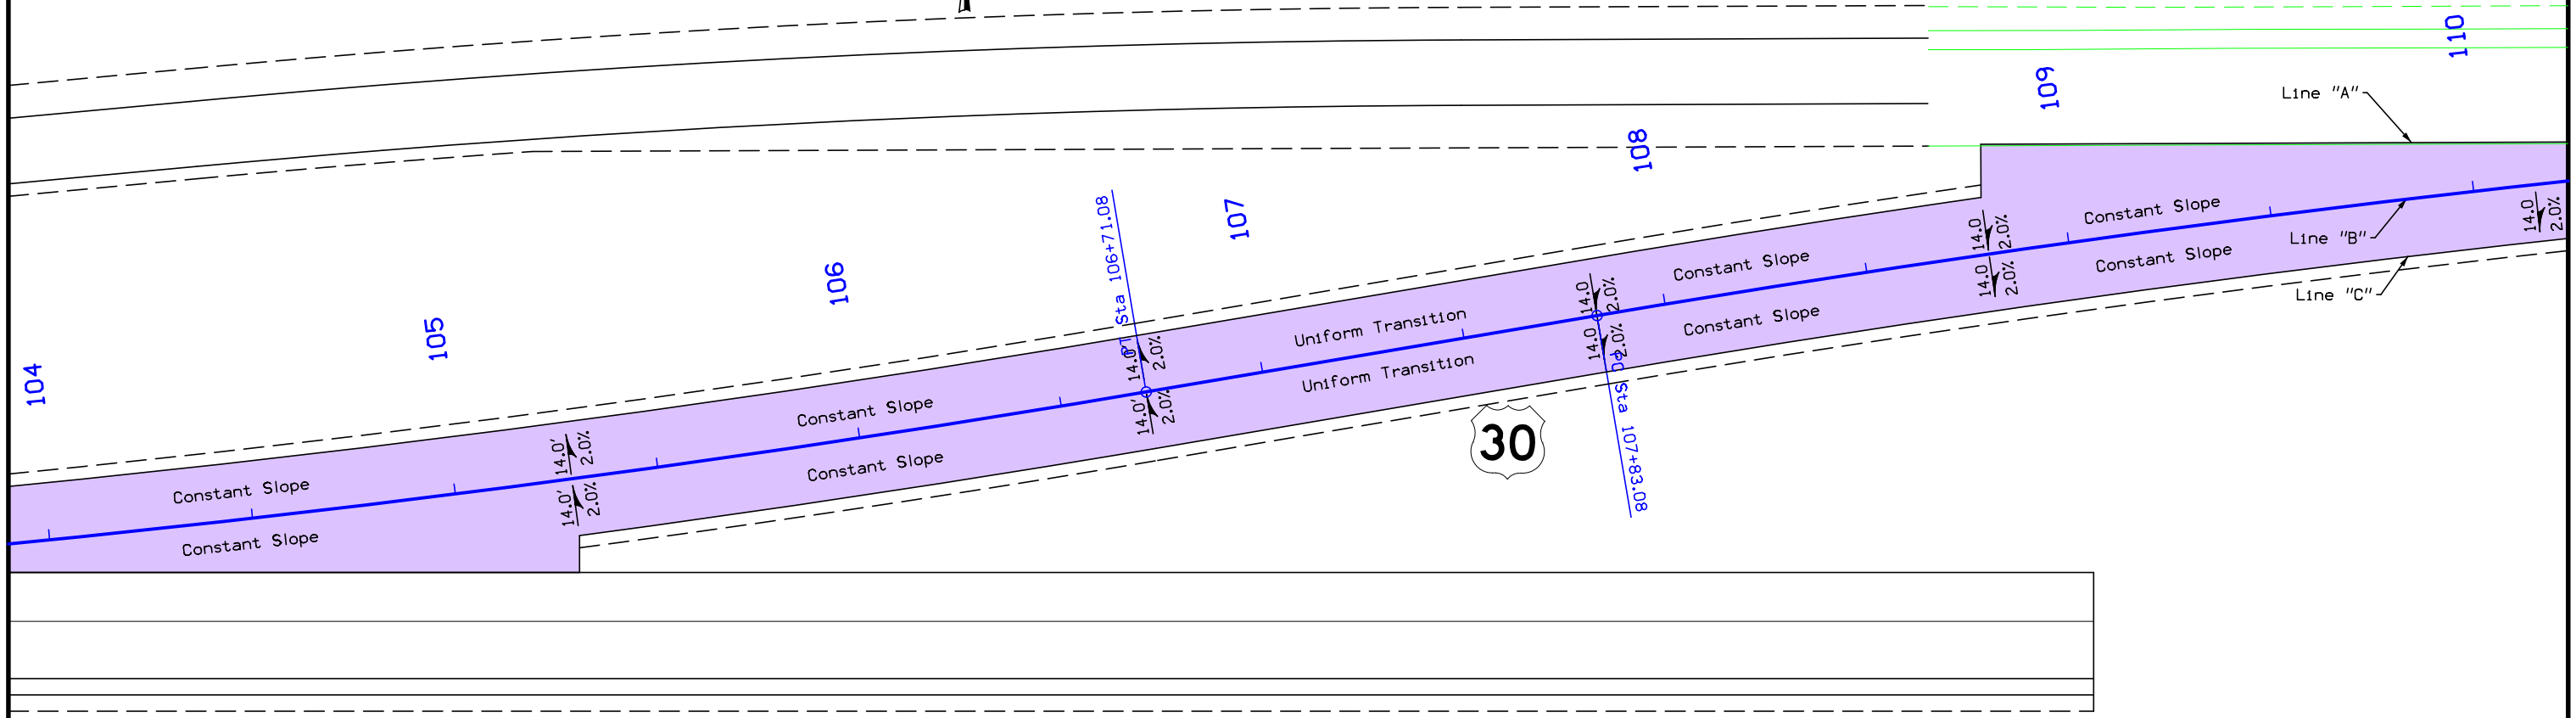 110
109
Line "A"
108
107
106
105
104
PT Sta 106+71.08
PC Sta 107+83.08
Constant Slope
Constant Slope
14.0'
2.0%
14.0'
2.0%
Constant Slope
Constant Slope
14.0'
2.0%
14.0'
2.0%
Uniform Transition
Uniform Transition
30
14.0
2.0%
14.0
2.0%
Constant Slope
Constant Slope
14.0
2.0%
14.0
2.0%
Constant Slope
Constant Slope
Line "B"
Line "C"
14.0
2.0%